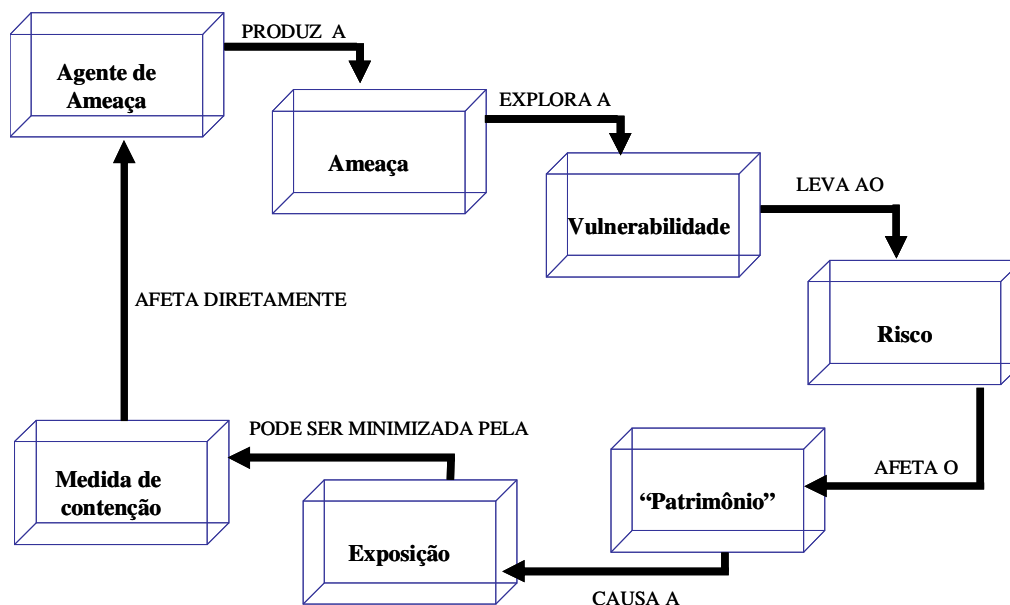 PRODUZ A
Agente de
Ameaça
EXPLORA A
Ameaça
LEVA AO
Vulnerabilidade
AFETA DIRETAMENTE
Risco
PODE SER MINIMIZADA PELA
AFETA O
Medida de
contenção
“Patrimônio”
Exposição
CAUSA A